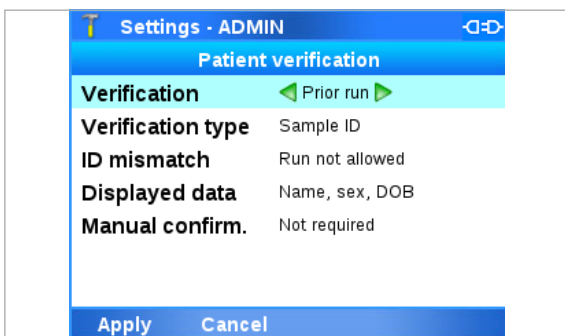 Settings - ADMIN
Patient verification
Verification Prior run
Verification type Sample ID
ID mismatch Run not allowed
Displayed data Name, sex, DOB
Manual confirm. Not required
Apply Cancel